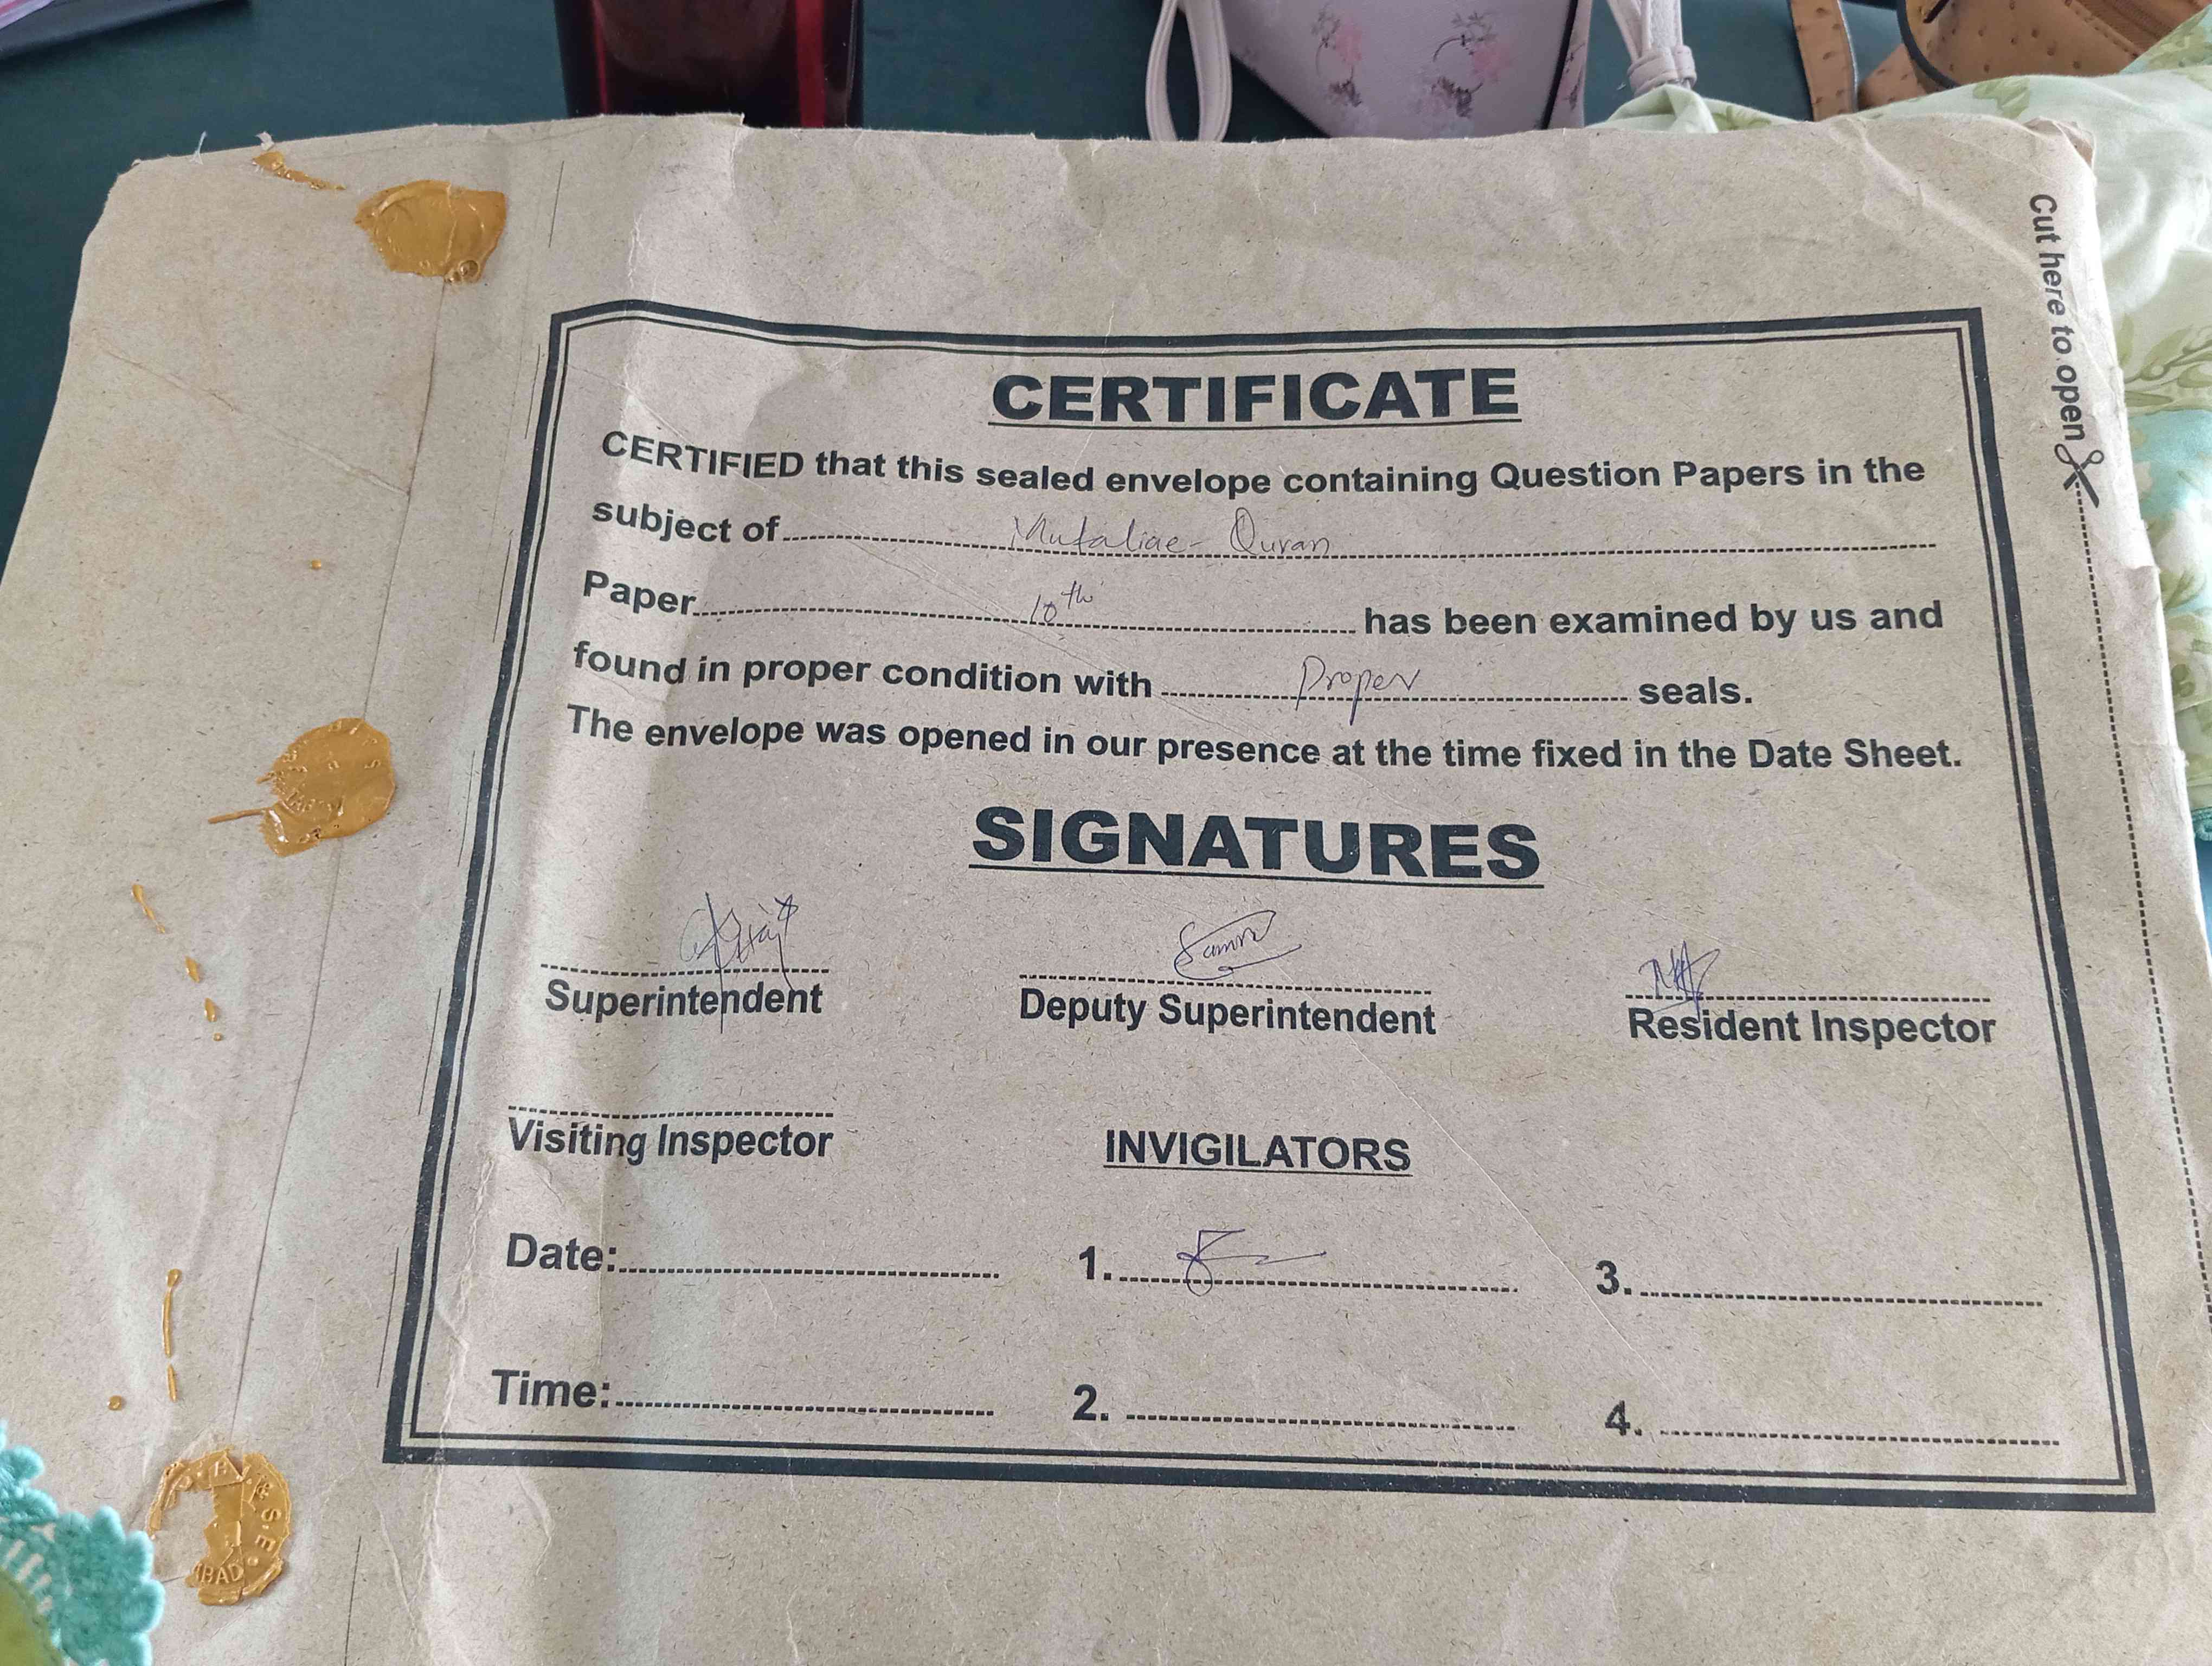 Cut here to open
CERTIFICATE
CERTIFIED that this sealed envelope containing Question Papers in the
subject of Mutaliae-Quran
Paper 10th has been examined by us and
found in proper condition with Proper seals.
The envelope was opened in our presence at the time fixed in the Date Sheet.
SIGNATURES
Superintendent Deputy Superintendent Resident Inspector
Visiting Inspector INVIGILATORS
Date: 1. 3.
Time: 2. 4.
S.E.
BAD